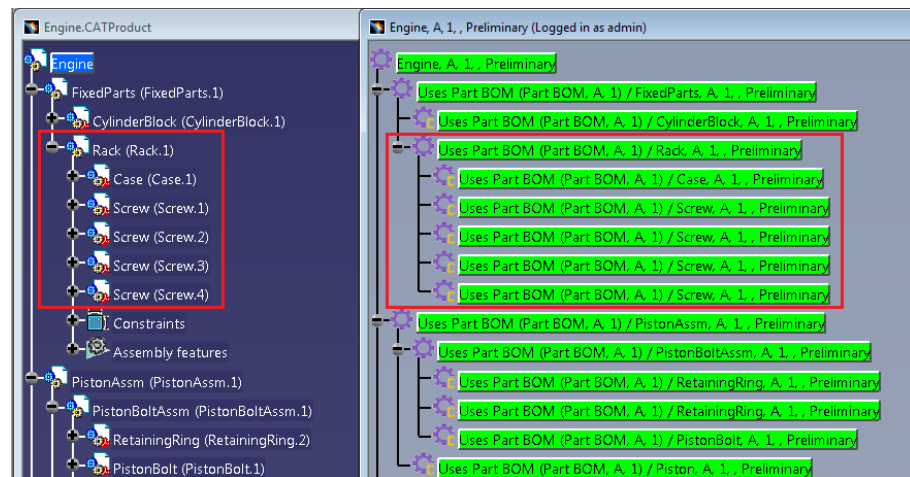 Engine.CATProduct
Engine
FixedParts (FixedParts.1)
CylinderBlock (CylinderBlock.1)
Rack (Rack.1)
Case (Case.1)
Screw (Screw.1)
Screw (Screw.2)
Screw (Screw.3)
Screw (Screw.4)
Constraints
Assembly features
PistonAssm (PistonAssm.1)
PistonBoltAssm (PistonBoltAssm.1)
RetainingRing (RetainingRing.2)
PistonBolt (PistonBolt.1)
Engine, A, 1, , Preliminary (Logged in as admin)
Engine, A, 1, , Preliminary
Uses Part BOM (Part BOM, A, 1) / FixedParts, A, 1, , Preliminary
Uses Part BOM (Part BOM, A, 1) / CylinderBlock, A, 1, , Preliminary
Uses Part BOM (Part BOM, A, 1) / Rack, A, 1, , Preliminary
Uses Part BOM (Part BOM, A, 1) / Case, A, 1, , Preliminary
Uses Part BOM (Part BOM, A, 1) / Screw, A, 1, , Preliminary
Uses Part BOM (Part BOM, A, 1) / Screw, A, 1, , Preliminary
Uses Part BOM (Part BOM, A, 1) / Screw, A, 1, , Preliminary
Uses Part BOM (Part BOM, A, 1) / Screw, A, 1, , Preliminary
Uses Part BOM (Part BOM, A, 1) / PistonAssm, A, 1, , Preliminary
Uses Part BOM (Part BOM, A, 1) / PistonBoltAssm, A, 1, , Preliminary
Uses Part BOM (Part BOM, A, 1) / RetainingRing, A, 1, , Preliminary
Uses Part BOM (Part BOM, A, 1) / RetainingRing, A, 1, , Preliminary
Uses Part BOM (Part BOM, A, 1) / PistonBolt, A, 1, , Preliminary
Uses Part BOM (Part BOM, A, 1) / Piston, A, 1, , Preliminary